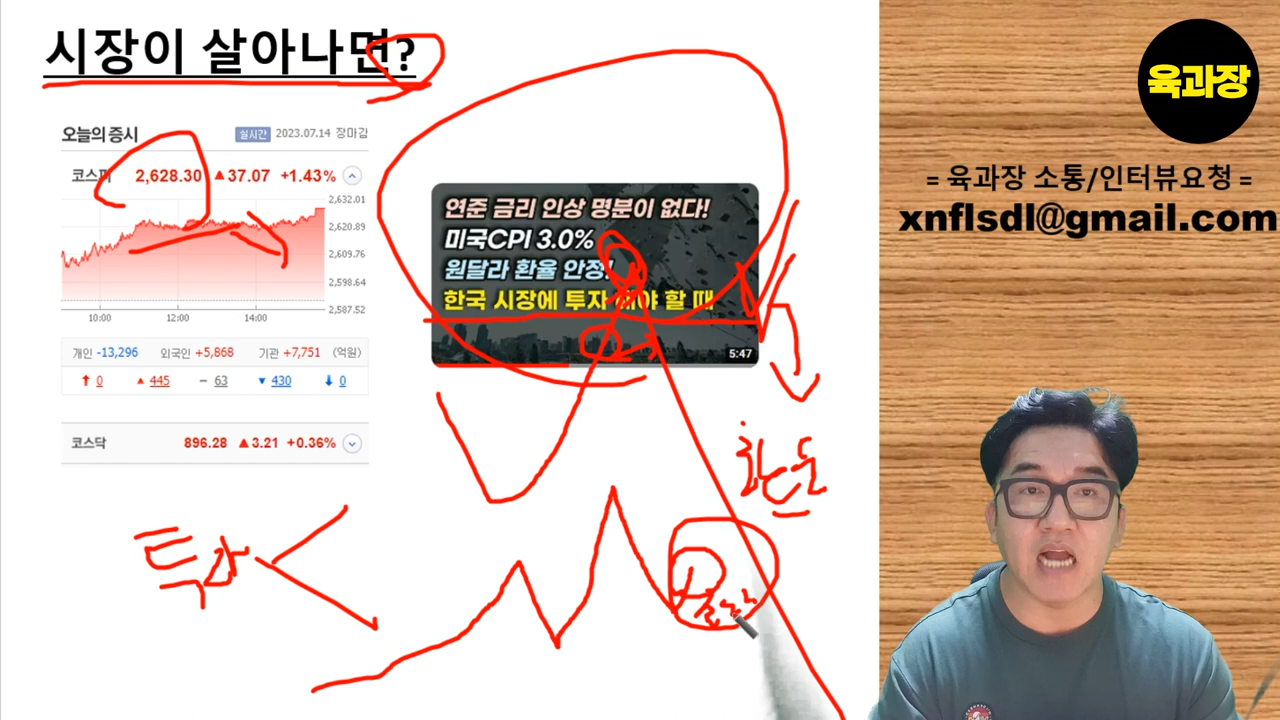 시장이 살아나면?
오늘의 증시
실시간 2023.07.14 장마감
코스피 2,628.30 ▲37.07 +1.43%
2,632.01
2,620.89
2,609.76
2,598.64
2,587.52
10:00 12:00 14:00
개인 -13,296 외국인 +5,868 기관 +7,751 (억원)
↑ 0 ▲ 445 − 63 ▼ 430 ↓ 0
코스닥 896.28 ▲3.21 +0.36%
연준 금리 인상 명분이 없다!
미국CPI 3.0%
원달러 환율 안정!
한국 시장에 투자 해야 할 때
5:47
투자
환율
육과장
= 육과장 소통/인터뷰요청 =
xnflsdl@gmail.com